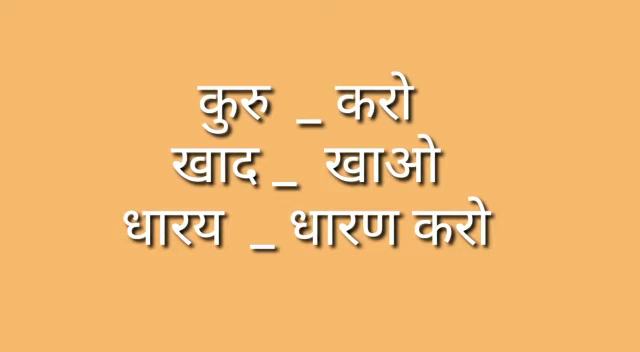 कुरु _ करो
खाद _ खाओ
धारय _ धारण करो